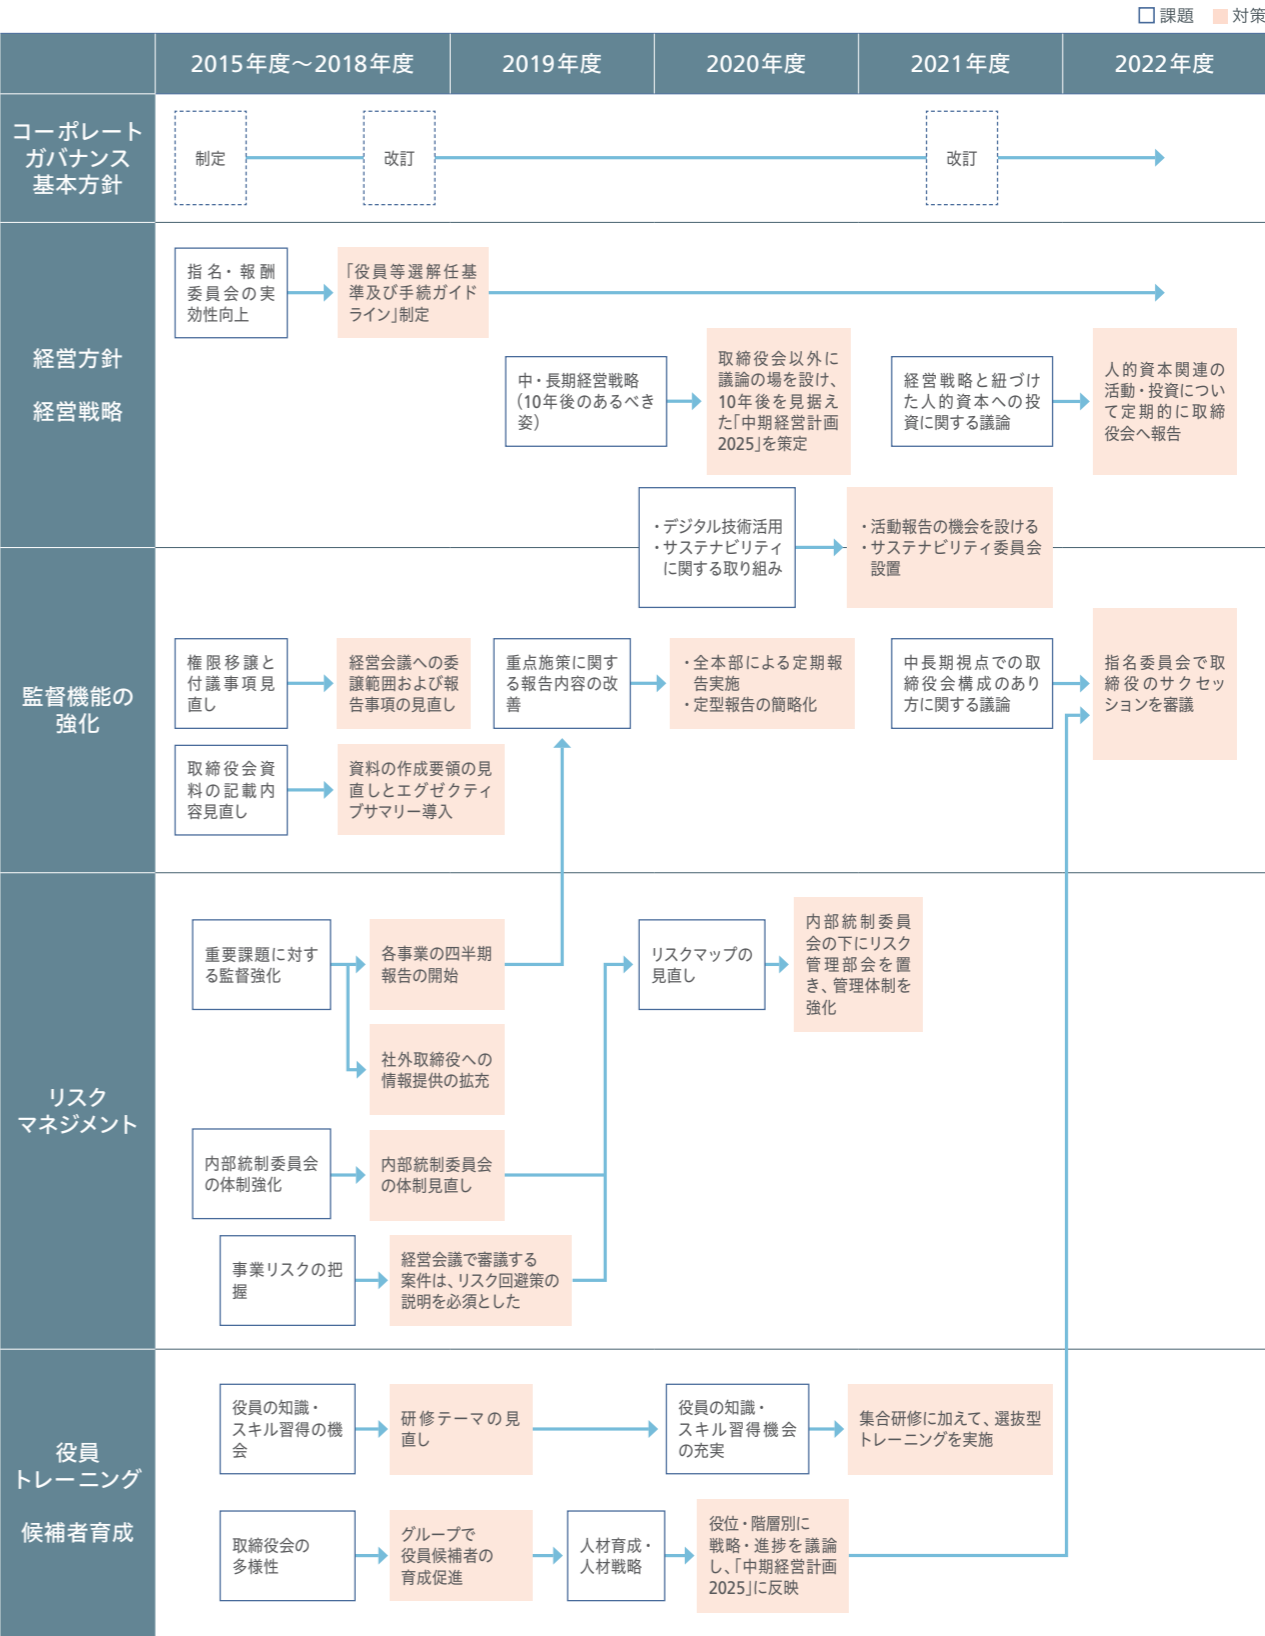 課題 対策
2015年度～2018年度 2019年度 2020年度 2021年度 2022年度
コーポレート
ガバナンス
基本方針
制定
改訂
改訂
経営方針
経営戦略
指名・報酬
委員会の実
効性向上
「役員等選解任基
準及び手続ガイド
ライン」制定
中・長期経営戦略
（10年後のあるべき
姿）
取締役会以外に
議論の場を設け、
10年後を見据え
た「中期経営計画
2025」を策定
経営戦略と紐づけ
た人的資本への投
資に関する議論
人的資本関連の
活動・投資につい
て定期的に取締
役会へ報告
・デジタル技術活用
・サステナビリティ
に関する取り組み
・活動報告の機会を設ける
・サステナビリティ委員会
設置
監督機能の
強化
権限移譲と
付議事項見
直し
経営会議への委
譲範囲および報
告事項の見直し
重点施策に関す
る報告内容の改
善
・全本部による定期報
告実施
・定型報告の簡略化
中長期視点での取
締役会構成のあり
方に関する議論
指名委員会で取
締役のサクセッ
ションを審議
取締役会資
料の記載内
容見直し
資料の作成要領の見
直しとエグゼクティ
ブサマリー導入
リスク
マネジメント
重要課題に対す
る監督強化
各事業の四半期
報告の開始
社外取締役への
情報提供の拡充
リスクマップの
見直し
内部統制委員
会の下にリスク
管理部会を置
き、管理体制を
強化
内部統制委員会
の体制強化
内部統制委員会
の体制見直し
事業リスクの把
握
経営会議で審議する
案件は、リスク回避策の
説明を必須とした
役員
トレーニング
候補者育成
役員の知識・
スキル習得の機
会
研修テーマの見
直し
役員の知識・
スキル習得機会
の充実
集合研修に加えて、選抜型
トレーニングを実施
取締役会の
多様性
グループで
役員候補者の
育成促進
人材育成・
人材戦略
役位・階層別に
戦略・進捗を議論
し、「中期経営計画
2025」に反映